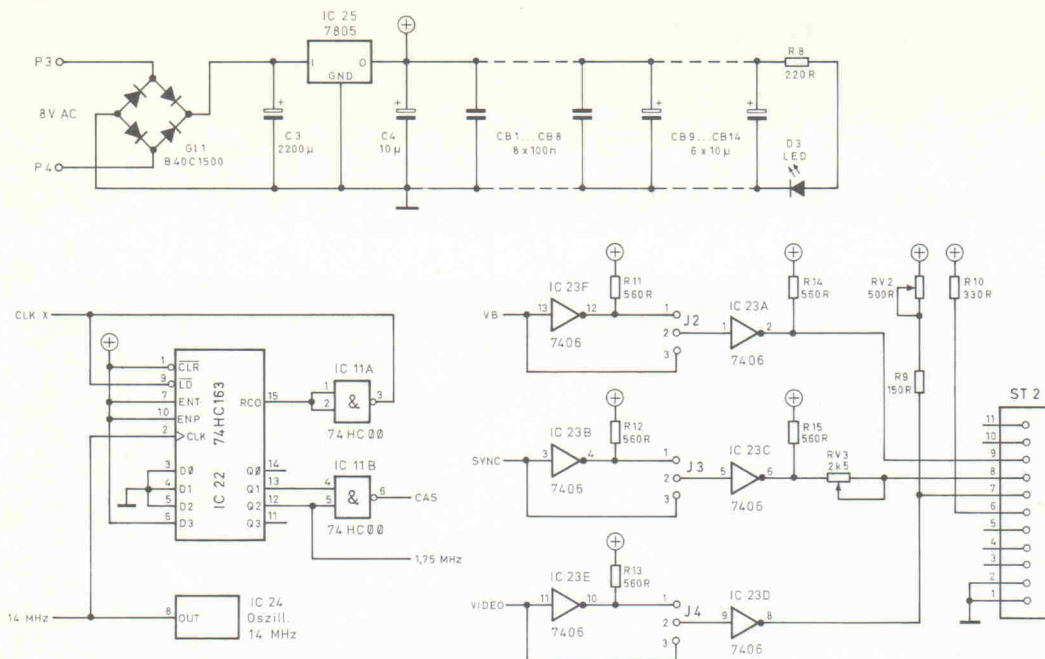 IC 25
7805
I
O
GND
P3
8V AC
P4
Gl 1
B40C1500
+
C3
2200µ
+
C4
10µ
CB1...CB8
8x100n
+
CB9...CB14
6x10µ
+
R8
220R
D3
LED
CLK X
+
1
CLR
9
LD
7
ENT
10
ENP
2
CLK
3
DØ
4
D1
5
D2
6
D3
74HC163
IC 22
RCO
15
QØ
14
Q1
13
Q2
12
Q3
11
IC 11A
1
2
&
3
74HC00
IC 11B
4
5
&
6
CAS
74HCØØ
1,75 MHz
14 MHz
8
OUT
IC 24
Oszill.
14 MHz
VB
IC 23F
13
12
7406
R11
560R
1
2
3
J2
IC 23A
1
2
7406
R14
560R
SYNC
IC 23B
3
4
7406
R12
560R
1
2
3
J3
IC 23C
5
6
7406
R15
560R
RV3
2k5
VIDEO
IC 23E
11
10
7406
R13
560R
1
2
3
J4
IC 23D
9
8
7406
RV2
500R
R10
330R
R9
150R
ST 2
11
10
9
8
7
6
5
4
3
2
1